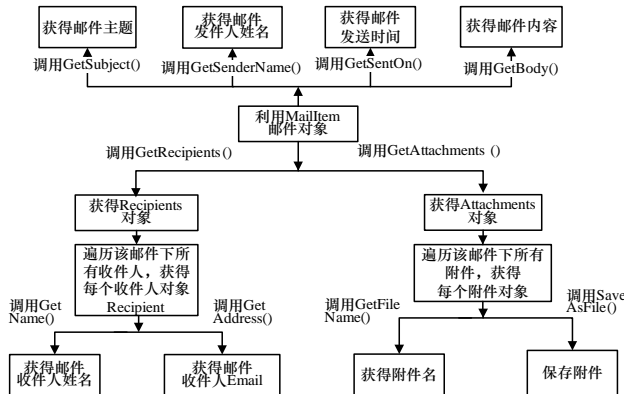 获得邮件主题
获得邮件
发件人姓名
获得邮件
发送时间
获得邮件内容
调用GetSubject()
调用GetSenderName()
调用GetSentOn()
调用GetBody()
利用MailItem
邮件对象
调用GetRecipients()
调用GetAttachments ()
获得Recipients
对象
获得Attachments
对象
遍历该邮件下所
有收件人，获得
每个收件人对象
Recipient
遍历该邮件下所有
附件，获得
每个附件对象
调用Get
Name()
调用Get
Address()
调用GetFile
Name()
调用Save
AsFile()
获得邮件
收件人姓名
获得邮件
收件人Email
获得附件名
保存附件